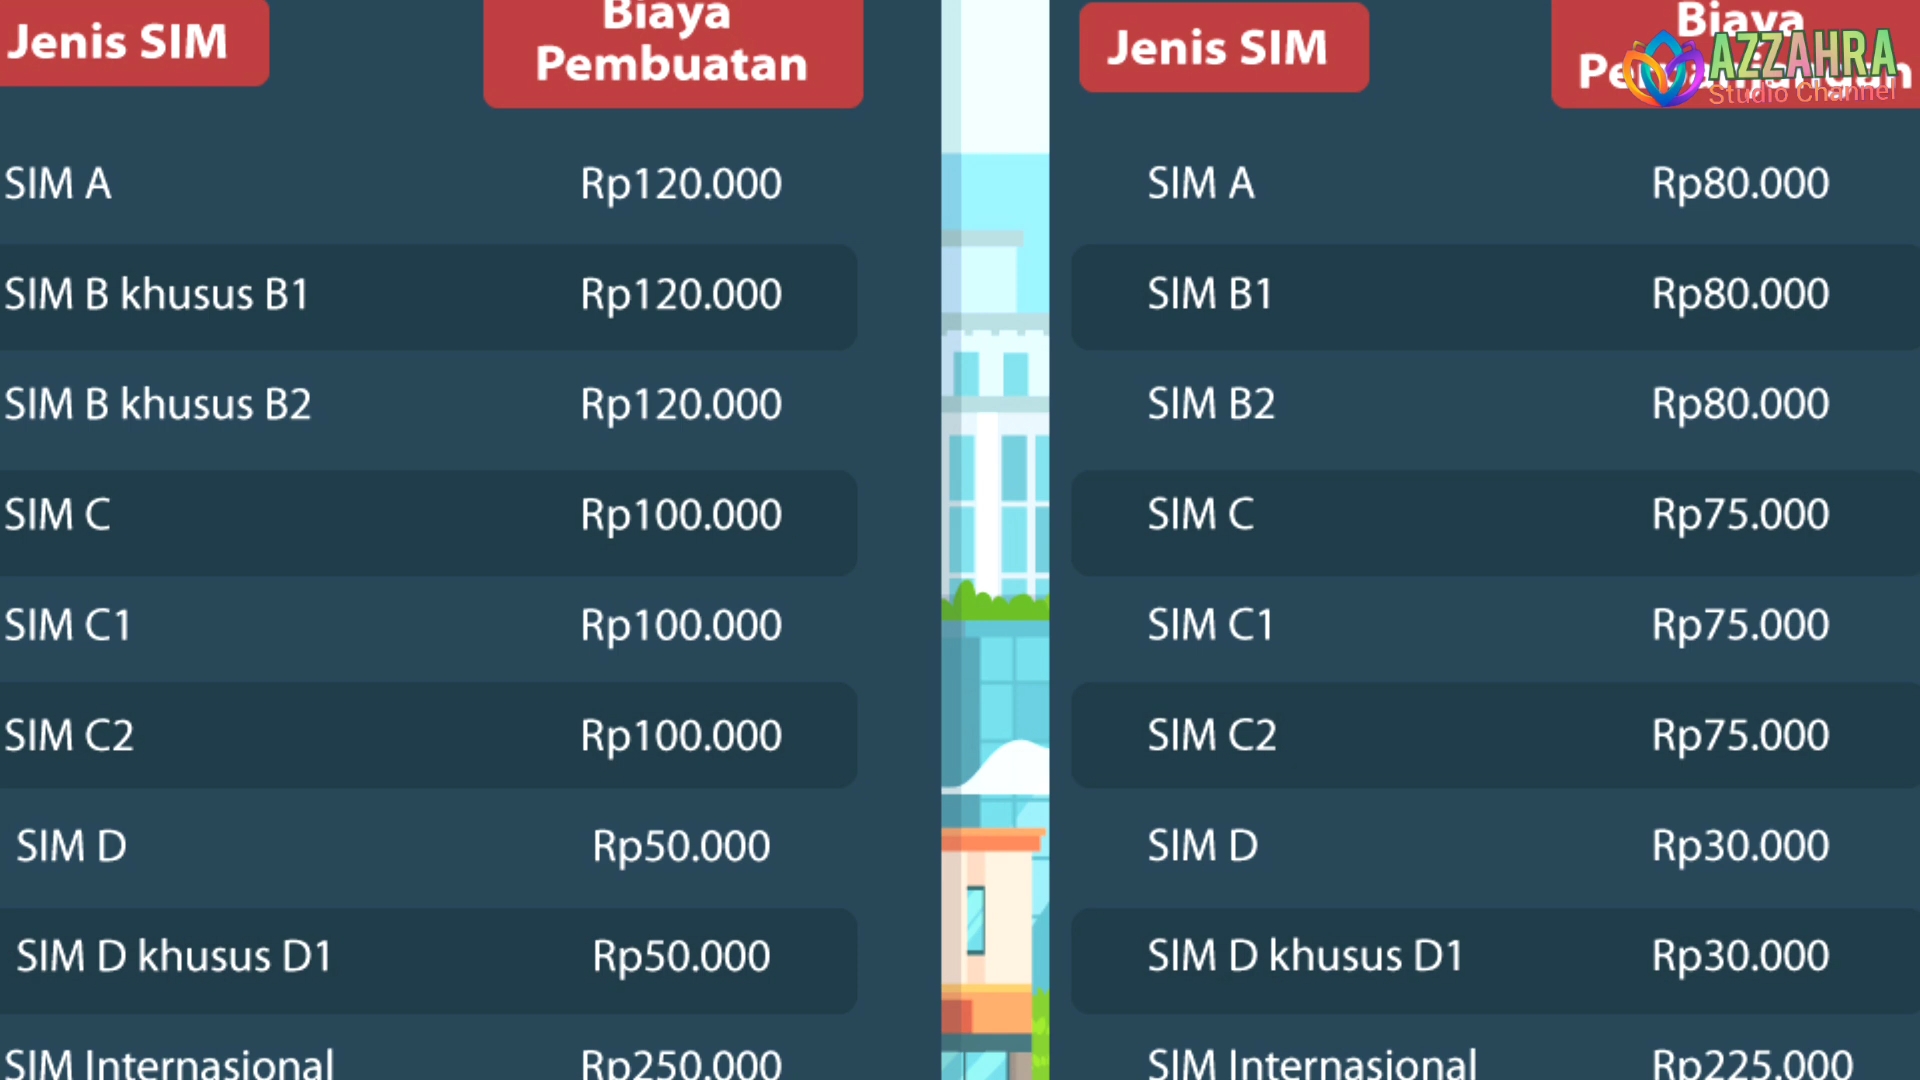 Jenis SIM
Biaya
Pembuatan
SIM A Rp120.000
SIM B khusus B1 Rp120.000
SIM B khusus B2 Rp120.000
SIM C Rp100.000
SIM C1 Rp100.000
SIM C2 Rp100.000
SIM D Rp50.000
SIM D khusus D1 Rp50.000
SIM Internasional Rp250.000
Jenis SIM
Biaya
AZZAHRA
Studio Channel
SIM A Rp80.000
SIM B1 Rp80.000
SIM B2 Rp80.000
SIM C Rp75.000
SIM C1 Rp75.000
SIM C2 Rp75.000
SIM D Rp30.000
SIM D khusus D1 Rp30.000
SIM Internasional Rp225.000